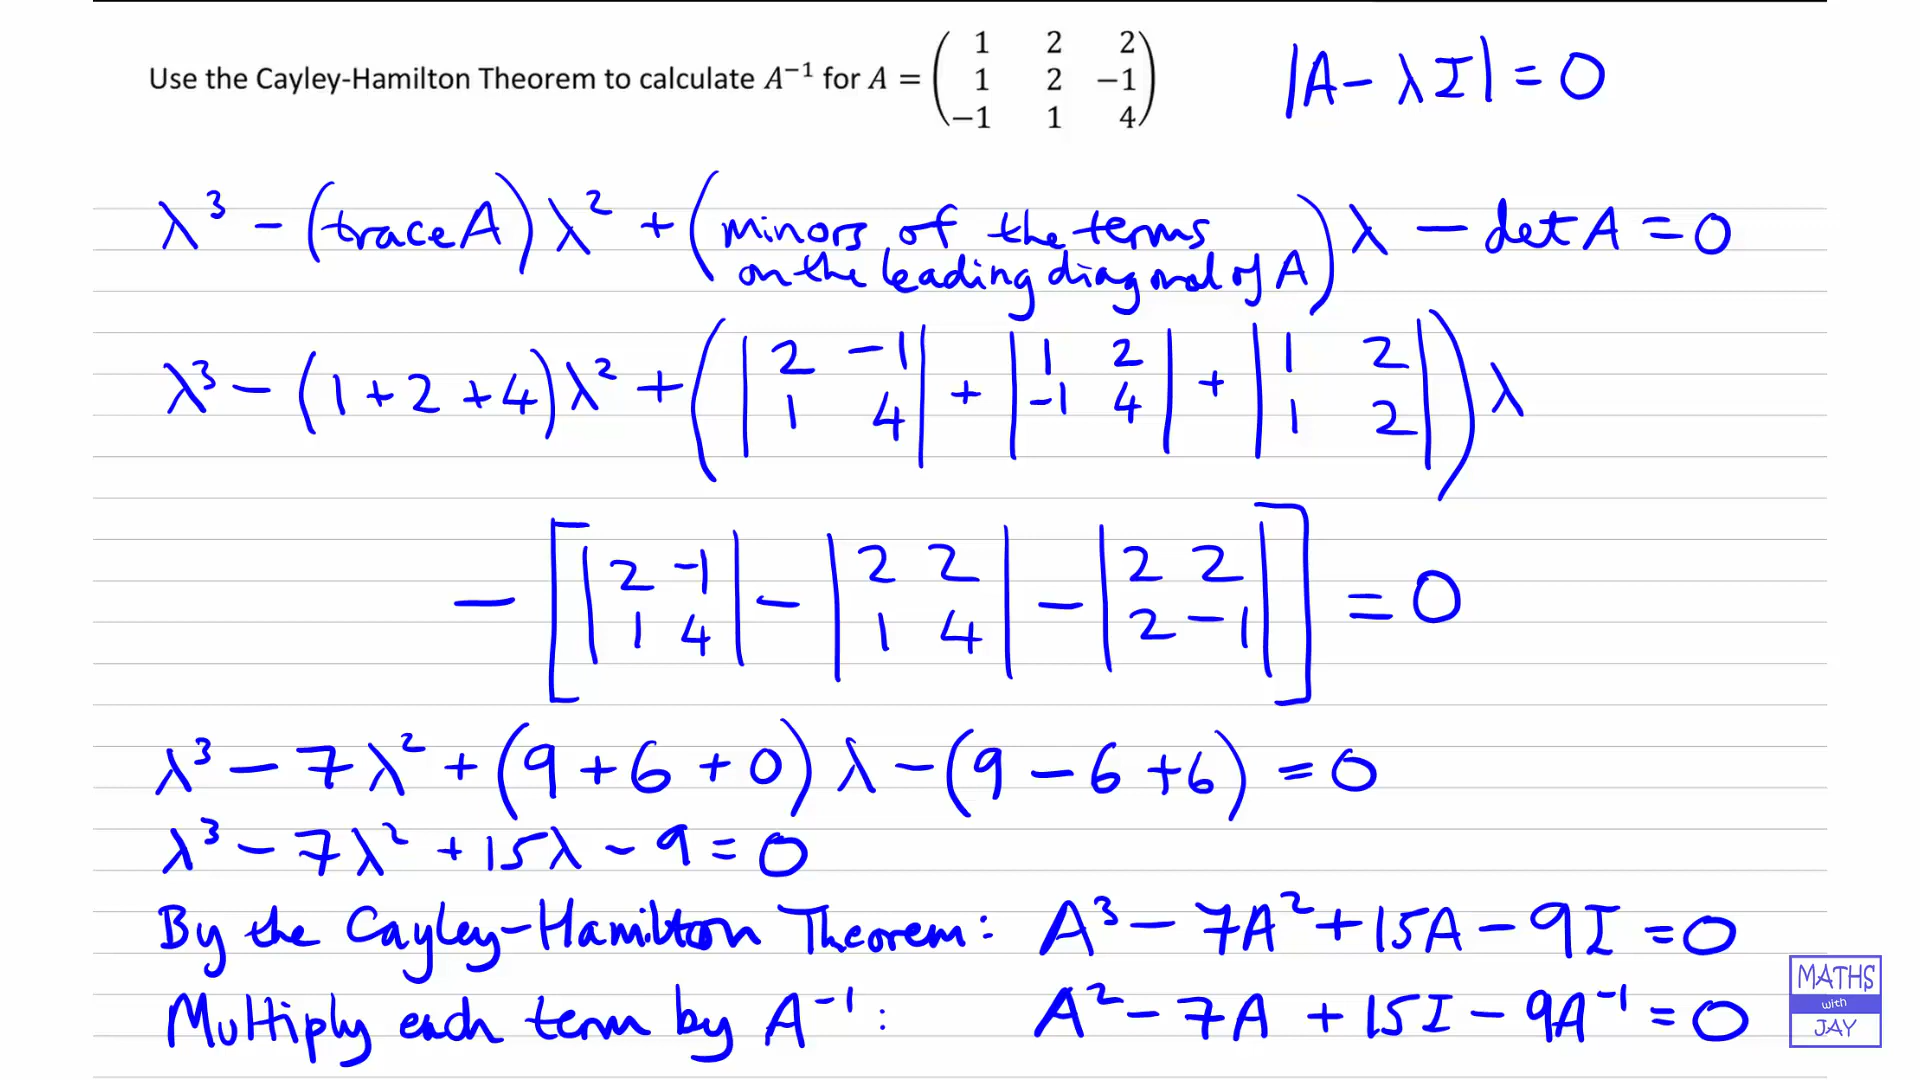 Use the Cayley-Hamilton Theorem to calculate A⁻¹ for A = ( 1 2 2
1 2 −1
−1 1 4 )
|A − λI| = 0
λ³ − (trace A) λ² + (minors of the terms on the leading diagonal of A) λ − det A = 0
λ³ − (1 + 2 + 4) λ² + ( | 2 −1 | + | 1 2 | + | 1 2 | ) λ
| 1 4 | | −1 4 | | 1 2 |
− [ | 2 −1 | − | 2 2 | − | 2 2 | ] = 0
| 1 4 | | 1 4 | | 2 −1 |
λ³ − 7λ² + (9 + 6 + 0) λ − (9 − 6 + 6) = 0
λ³ − 7λ² + 15λ − 9 = 0
By the Cayley-Hamilton Theorem: A³ − 7A² + 15A − 9I = 0
Multiply each term by A⁻¹: A² − 7A + 15I − 9A⁻¹ = 0
MATHS
with
JAY